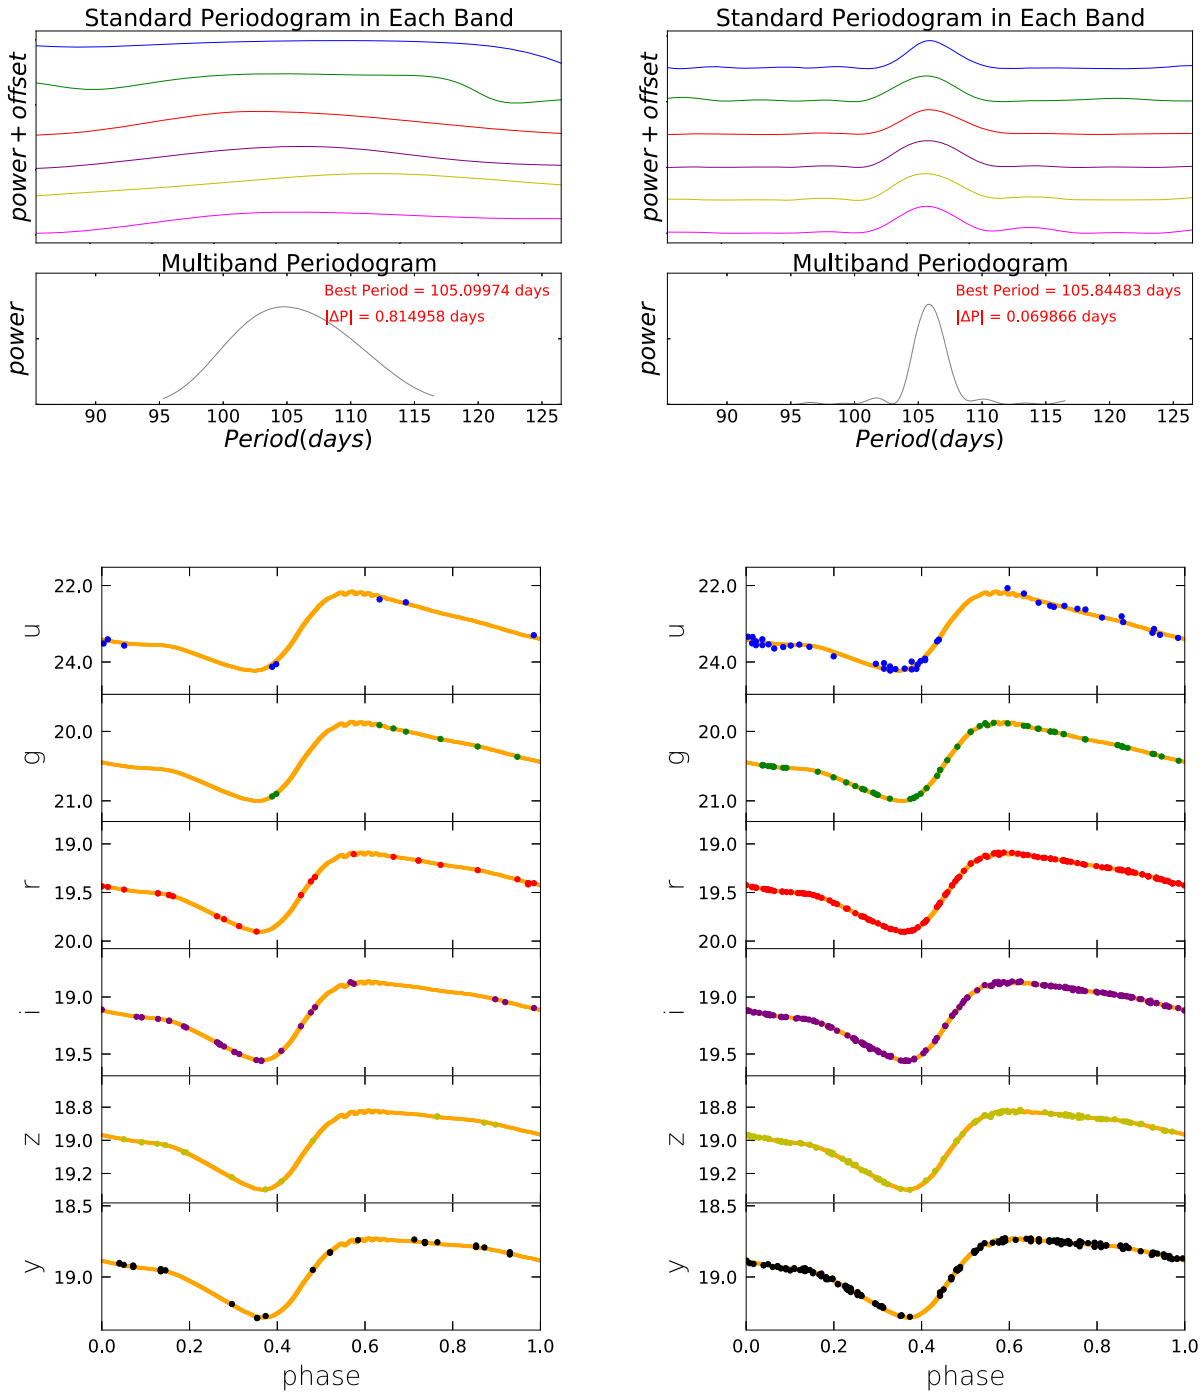 Standard Periodogram in Each Band
power + offset
Multiband Periodogram
Best Period = 105.09974 days
|ΔP| = 0.814958 days
power
90 95 100 105 110 115 120 125
Period(days)
Standard Periodogram in Each Band
power + offset
Multiband Periodogram
Best Period = 105.84483 days
|ΔP| = 0.069866 days
power
90 95 100 105 110 115 120 125
Period(days)
22.0
u
24.0
20.0
g
21.0
19.0
r
19.5
20.0
19.0
i
19.5
18.8
z
19.0
19.2
18.5
y
19.0
0.0 0.2 0.4 0.6 0.8 1.0
phase
22.0
u
24.0
20.0
g
21.0
19.0
r
19.5
20.0
19.0
i
19.5
18.8
z
19.0
19.2
18.5
y
19.0
0.0 0.2 0.4 0.6 0.8 1.0
phase